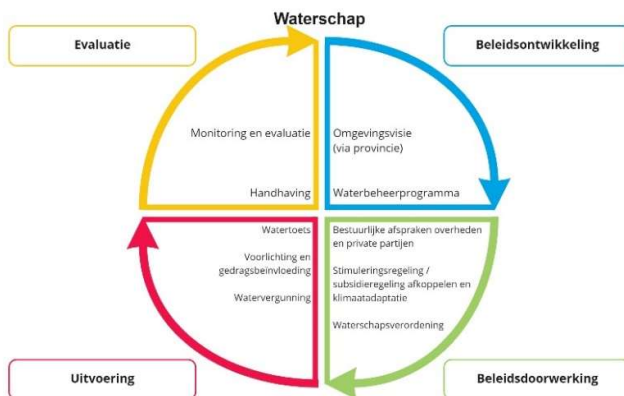 Waterschap
Evaluatie
Beleidsontwikkeling
Monitoring en evaluatie
Handhaving
Omgevingsvisie
(via provincie)
Waterbeheerprogramma
Watertoets
Voorlichting en
gedragsbeïnvloeding
Watervergunning
Bestuurlijke afspraken overheden
en private partijen
Stimuleringsregeling /
subsidieregeling afkoppelen en
klimaatadaptatie
Waterschapsverordening
Uitvoering
Beleidsdoorwerking